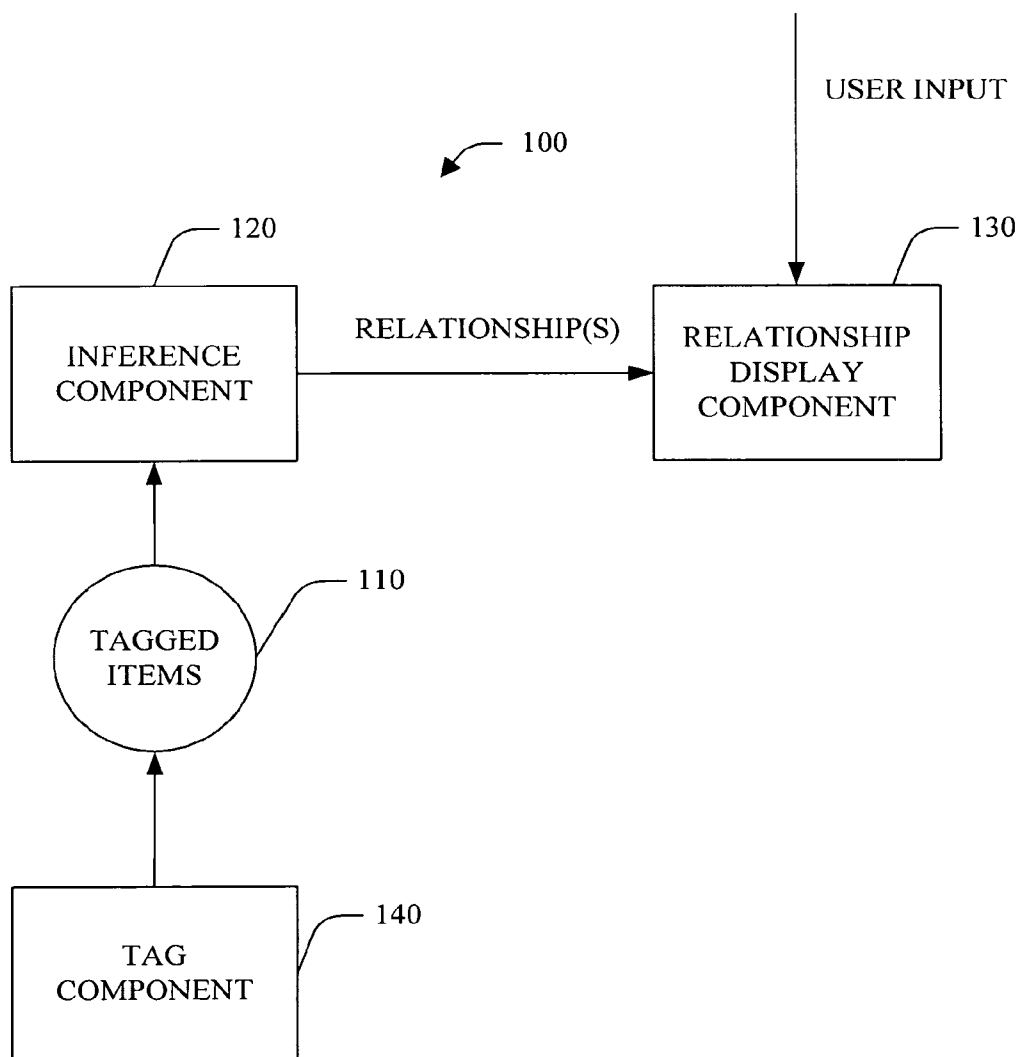 USER INPUT
100
120
130
INFERENCE
COMPONENT
RELATIONSHIP(S)
RELATIONSHIP
DISPLAY
COMPONENT
110
TAGGED
ITEMS
140
TAG
COMPONENT